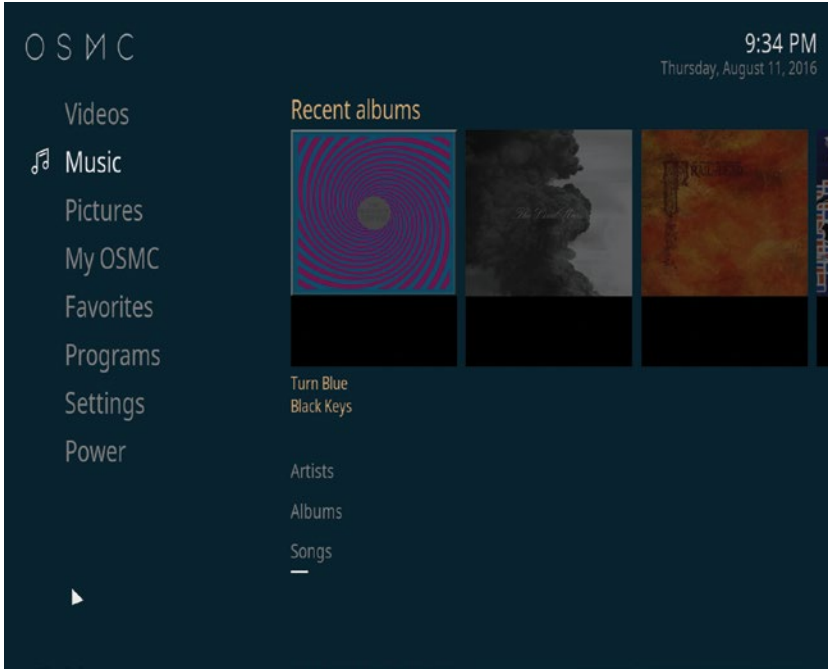 OSMC
9:34 PM
Thursday, August 11, 2016
Videos
Music
Pictures
My OSMC
Favorites
Programs
Settings
Power
Recent albums
Turn Blue
Black Keys
Artists
Albums
Songs